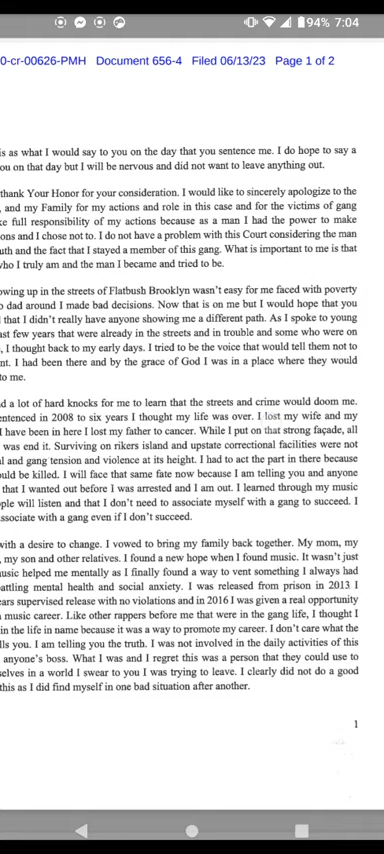 94% 7:04
0-cr-00626-PMH Document 656-4 Filed 06/13/23 Page 1 of 2
is as what I would say to you on the day that you sentence me. I do hope to say a
ou on that day but I will be nervous and did not want to leave anything out.
thank Your Honor for your consideration. I would like to sincerely apologize to the
, and my Family for my actions and role in this case and for the victims of gang
ke full responsibility of my actions because as a man I had the power to make
ons and I chose not to. I do not have a problem with this Court considering the man
uth and the fact that I stayed a member of this gang. What is important to me is that
who I truly am and the man I became and tried to be.
owing up in the streets of Flatbush Brooklyn wasn't easy for me faced with poverty
o dad around I made bad decisions. Now that is on me but I would hope that you
l that I didn't really have anyone showing me a different path. As I spoke to young
ast few years that were already in the streets and in trouble and some who were on
, I thought back to my early days. I tried to be the voice that would tell them not to
nt. I had been there and by the grace of God I was in a place where they would
to me.
ad a lot of hard knocks for me to learn that the streets and crime would doom me.
entenced in 2008 to six years I thought my life was over. I lost my wife and my
I have been in here I lost my father to cancer. While I put on that strong façade, all
was end it. Surviving on rikers island and upstate correctional facilities were not
al and gang tension and violence at its height. I had to act the part in there because
ould be killed. I will face that same fate now because I am telling you and anyone
that I wanted out before I was arrested and I am out. I learned through my music
ople will listen and that I don't need to associate myself with a gang to succeed. I
ssociate with a gang even if I don't succeed.
with a desire to change. I vowed to bring my family back together. My mom, my
, my son and other relatives. I found a new hope when I found music. It wasn't just
usic helped me mentally as I finally found a way to vent something I always had
attling mental health and social anxiety. I was released from prison in 2013 I
ears supervised release with no violations and in 2016 I was given a real opportunity
a music career. Like other rappers before me that were in the gang life, I thought I
in the life in name because it was a way to promote my career. I don't care what the
lls you. I am telling you the truth. I was not involved in the daily activities of this
anyone's boss. What I was and I regret this was a person that they could use to
selves in a world I swear to you I was trying to leave. I clearly did not do a good
this as I did find myself in one bad situation after another.
1